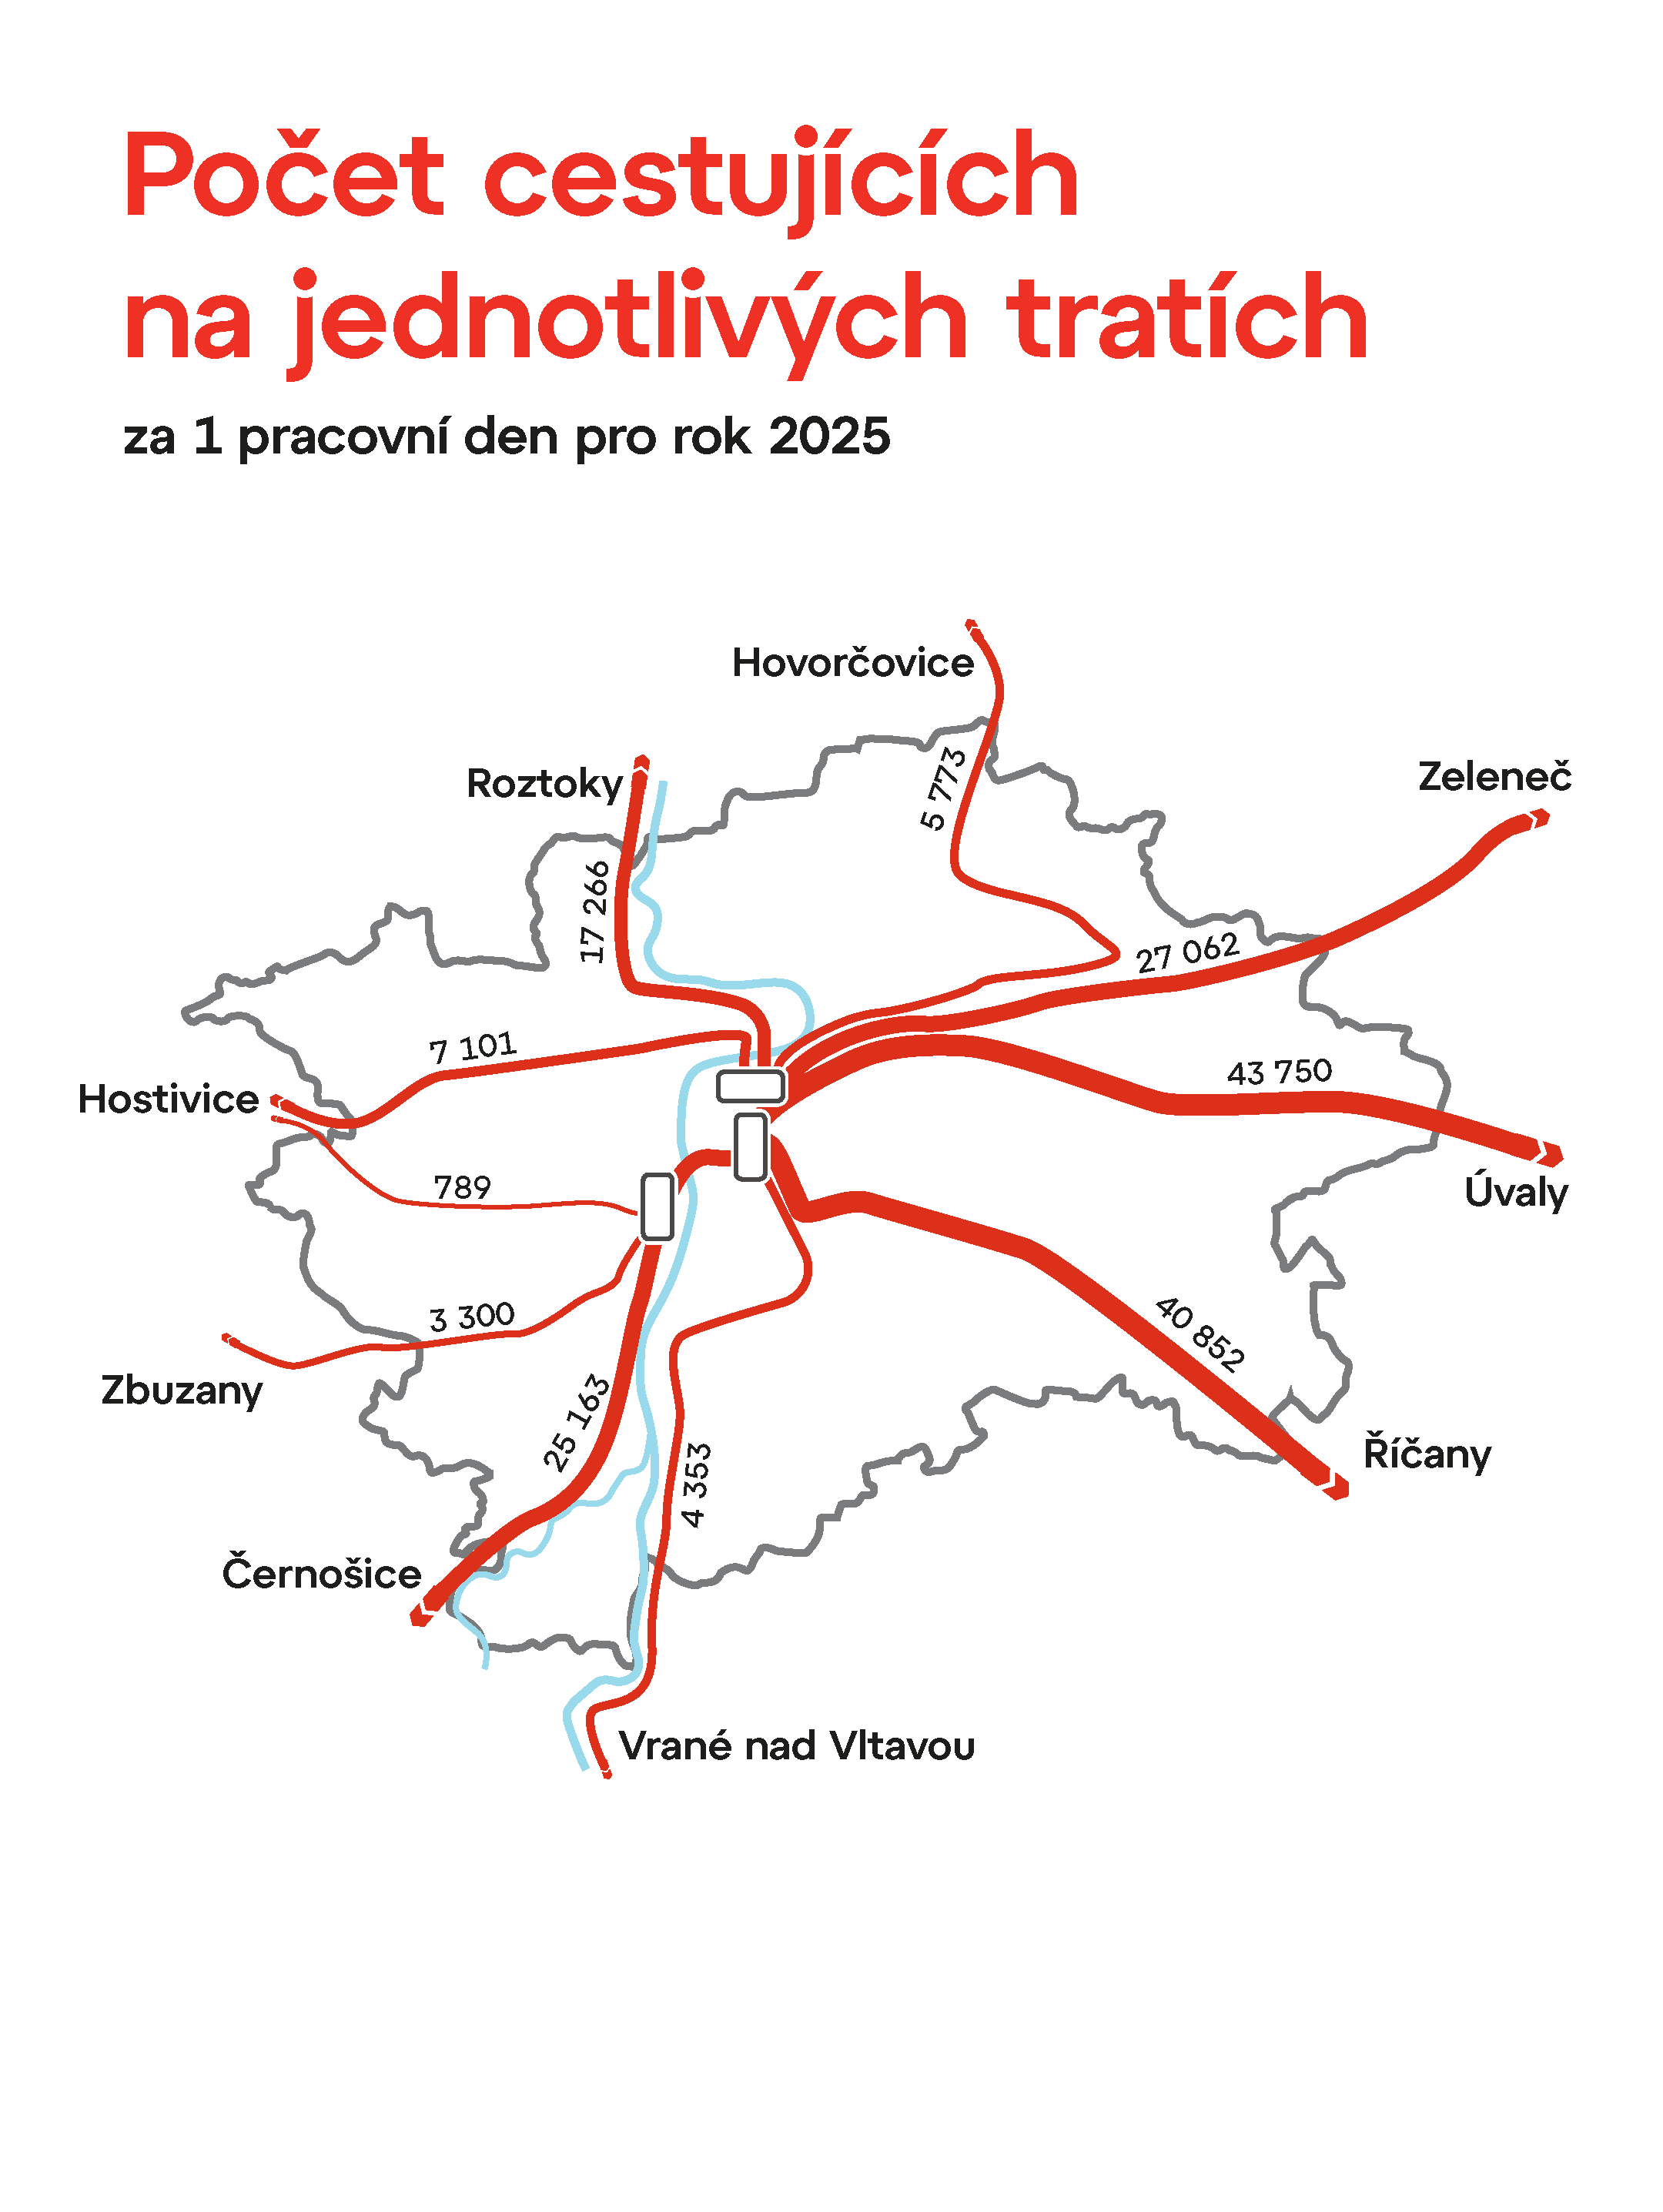 Počet cestujících
na jednotlivých tratích
za 1 pracovní den pro rok 2025
Hovorčovice
5 773
Roztoky
17 266
Zeleneč
27 062
7 101
Hostivice
43 750
Úvaly
789
3 300
Zbuzany
40 852
25 163
4 353
Říčany
Černošice
Vrané nad Vltavou